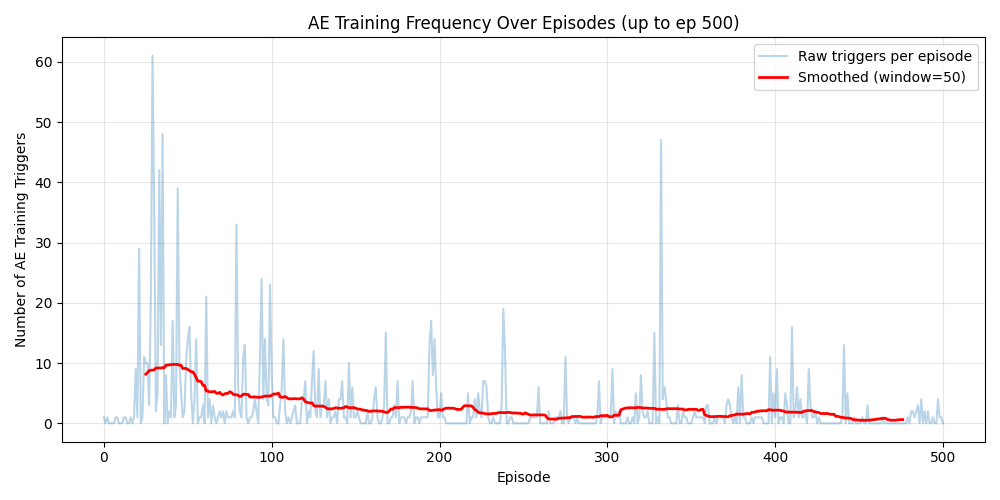 AE Training Frequency Over Episodes (up to ep 500)
Raw triggers per episode
Smoothed (window=50)
Number of AE Training Triggers
60
50
40
30
20
10
0
0 100 200 300 400 500
Episode